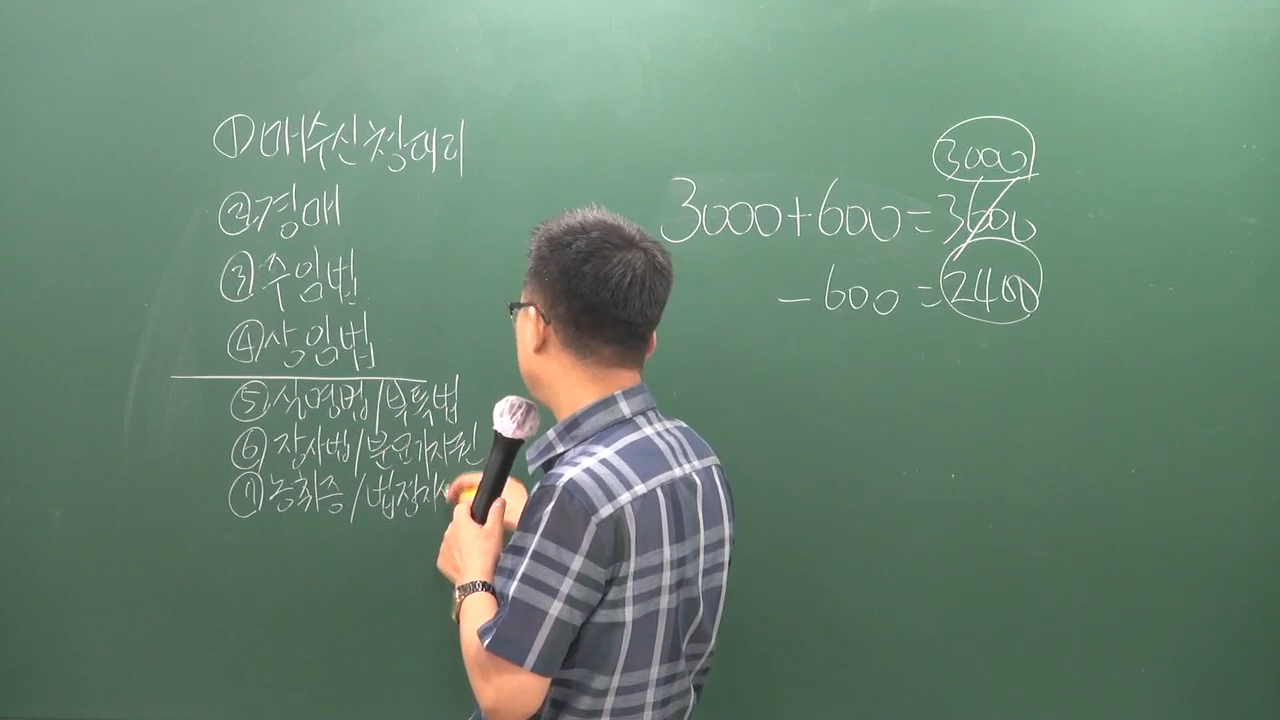 ①매수신청대리
②경매
③주임법
④상임법
⑤실명법/부특법
⑥장사법/분묘기지권
⑦농취증/법정지
3000
3000+600=3600
-600=2400